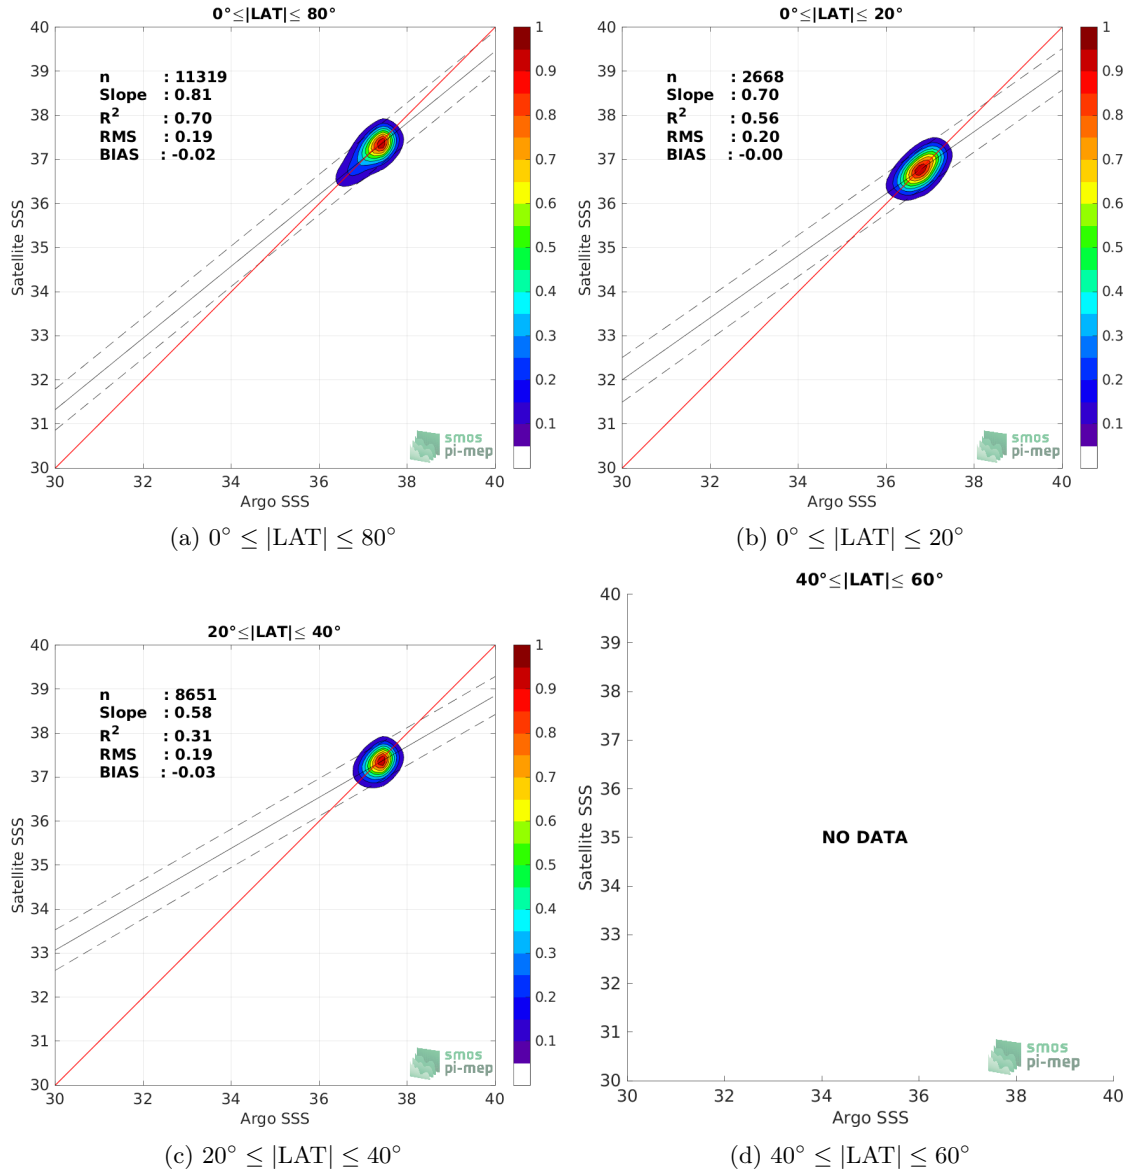 0°≤|LAT|≤ 80°
n : 11319
Slope : 0.81
R² : 0.70
RMS : 0.19
BIAS : -0.02
40
39
38
37
36
35
34
33
32
31
30
Satellite SSS
30 32 34 36 38 40
Argo SSS
1
0.9
0.8
0.7
0.6
0.5
0.4
0.3
0.2
0.1
smos
pi-mep
(a) 0° ≤ |LAT| ≤ 80°
0°≤|LAT|≤ 20°
n : 2668
Slope : 0.70
R² : 0.56
RMS : 0.20
BIAS : -0.00
40
39
38
37
36
35
34
33
32
31
30
Satellite SSS
30 32 34 36 38 40
Argo SSS
1
0.9
0.8
0.7
0.6
0.5
0.4
0.3
0.2
0.1
smos
pi-mep
(b) 0° ≤ |LAT| ≤ 20°
20°≤|LAT|≤ 40°
n : 8651
Slope : 0.58
R² : 0.31
RMS : 0.19
BIAS : -0.03
40
39
38
37
36
35
34
33
32
31
30
Satellite SSS
30 32 34 36 38 40
Argo SSS
1
0.9
0.8
0.7
0.6
0.5
0.4
0.3
0.2
0.1
smos
pi-mep
(c) 20° ≤ |LAT| ≤ 40°
40°≤|LAT|≤ 60°
40
39
38
37
36
35
34
33
32
31
30
Satellite SSS
NO DATA
30 32 34 36 38 40
Argo SSS
smos
pi-mep
(d) 40° ≤ |LAT| ≤ 60°